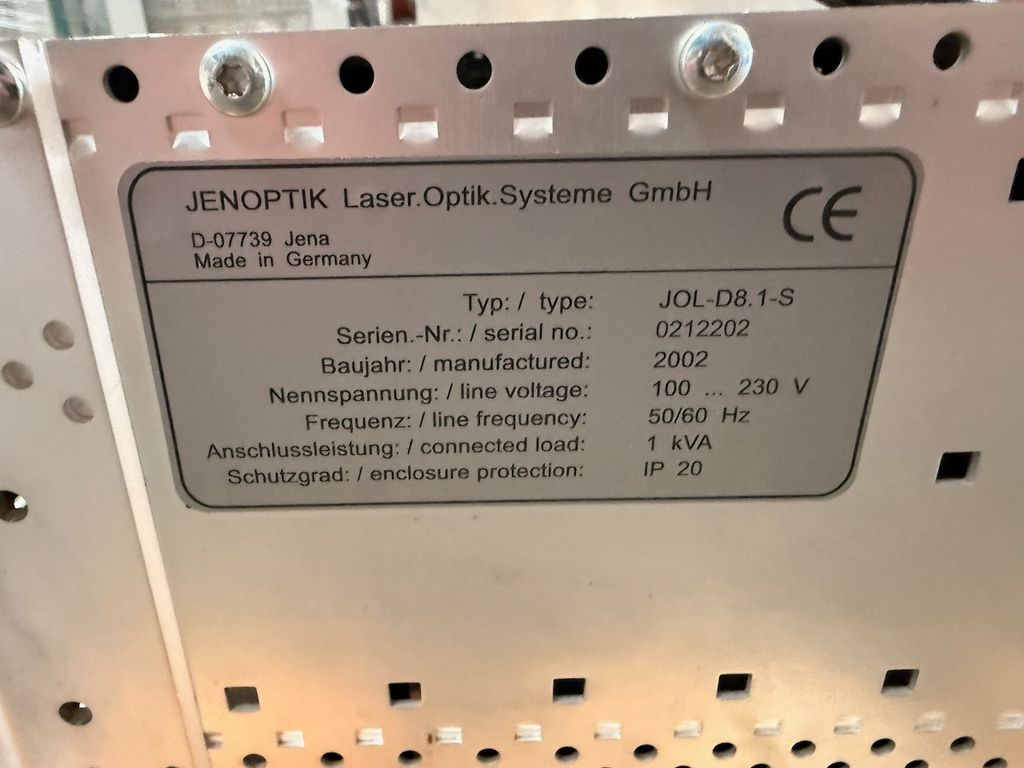 JENOPTIK Laser.Optik.Systeme GmbH
CE
D-07739 Jena
Made in Germany
Typ: / type: JOL-D8.1-S
Serien.-Nr.: / serial no.: 0212202
Baujahr: / manufactured: 2002
Nennspannung: / line voltage: 100 ... 230 V
Frequenz: / line frequency: 50/60 Hz
Anschlussleistung: / connected load: 1 kVA
Schutzgrad: / enclosure protection: IP 20